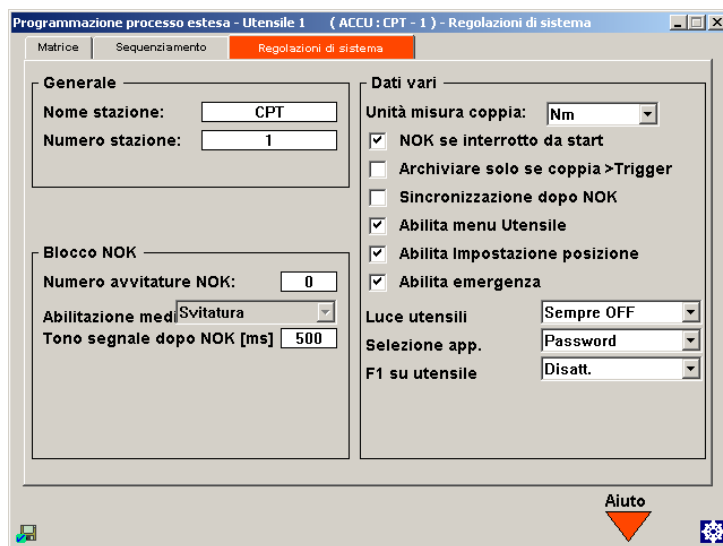 Programmazione processo estesa - Utensile 1 ( ACCU : CPT - 1 ) - Regolazioni di sistema
Matrice Sequenziamento Regolazioni di sistema
Generale
Nome stazione: CPT
Numero stazione: 1
Blocco NOK
Numero avvitature NOK: 0
Abilitazione medi Svitatura
Tono segnale dopo NOK [ms] 500
Dati vari
Unità misura coppia: Nm
NOK se interrotto da start
Archiviare solo se coppia >Trigger
Sincronizzazione dopo NOK
Abilita menu Utensile
Abilita Impostazione posizione
Abilita emergenza
Luce utensili Sempre OFF
Selezione app. Password
F1 su utensile Disatt.
Aiuto